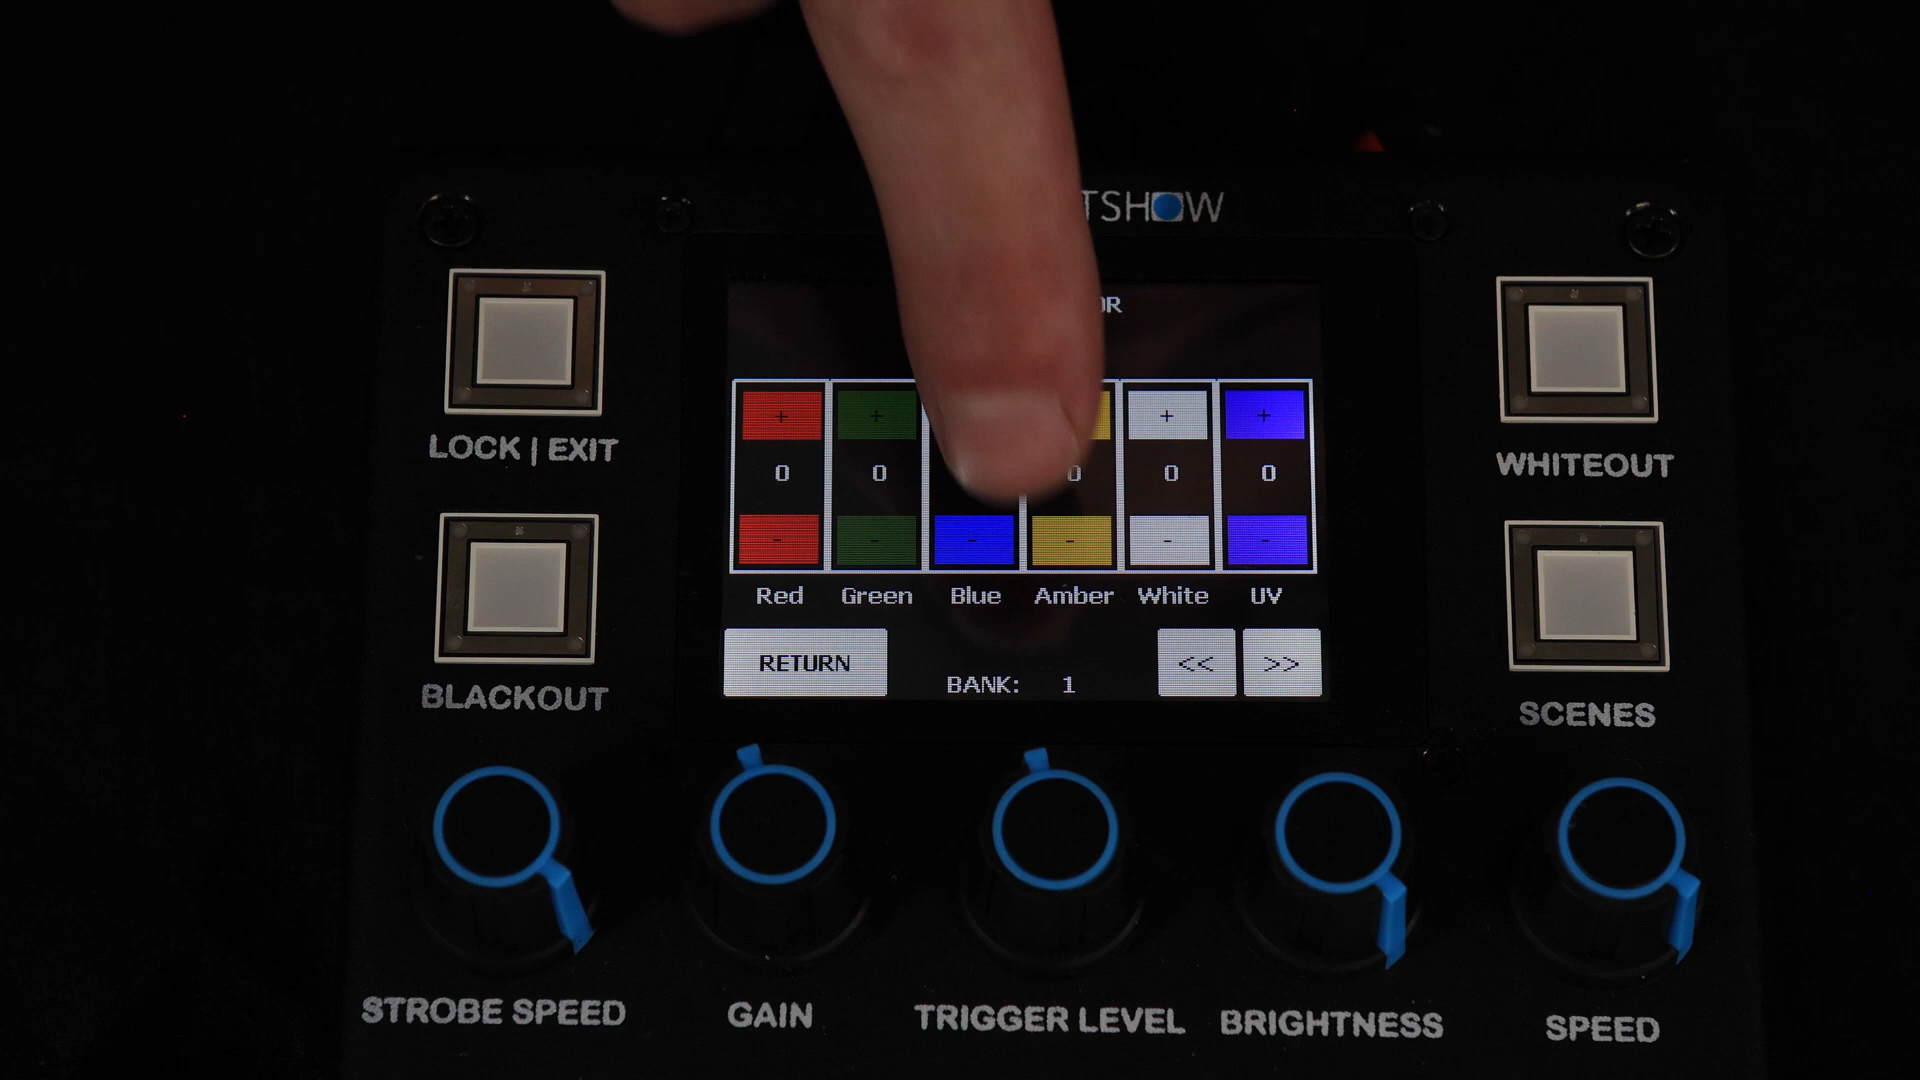 TSHOW
OR
+ + + +
0 0 0 0 0
- - - - - -
Red Green Blue Amber White UV
RETURN
<< >>
BANK: 1
LOCK | EXIT
WHITEOUT
BLACKOUT
SCENES
STROBE SPEED
GAIN
TRIGGER LEVEL
BRIGHTNESS
SPEED